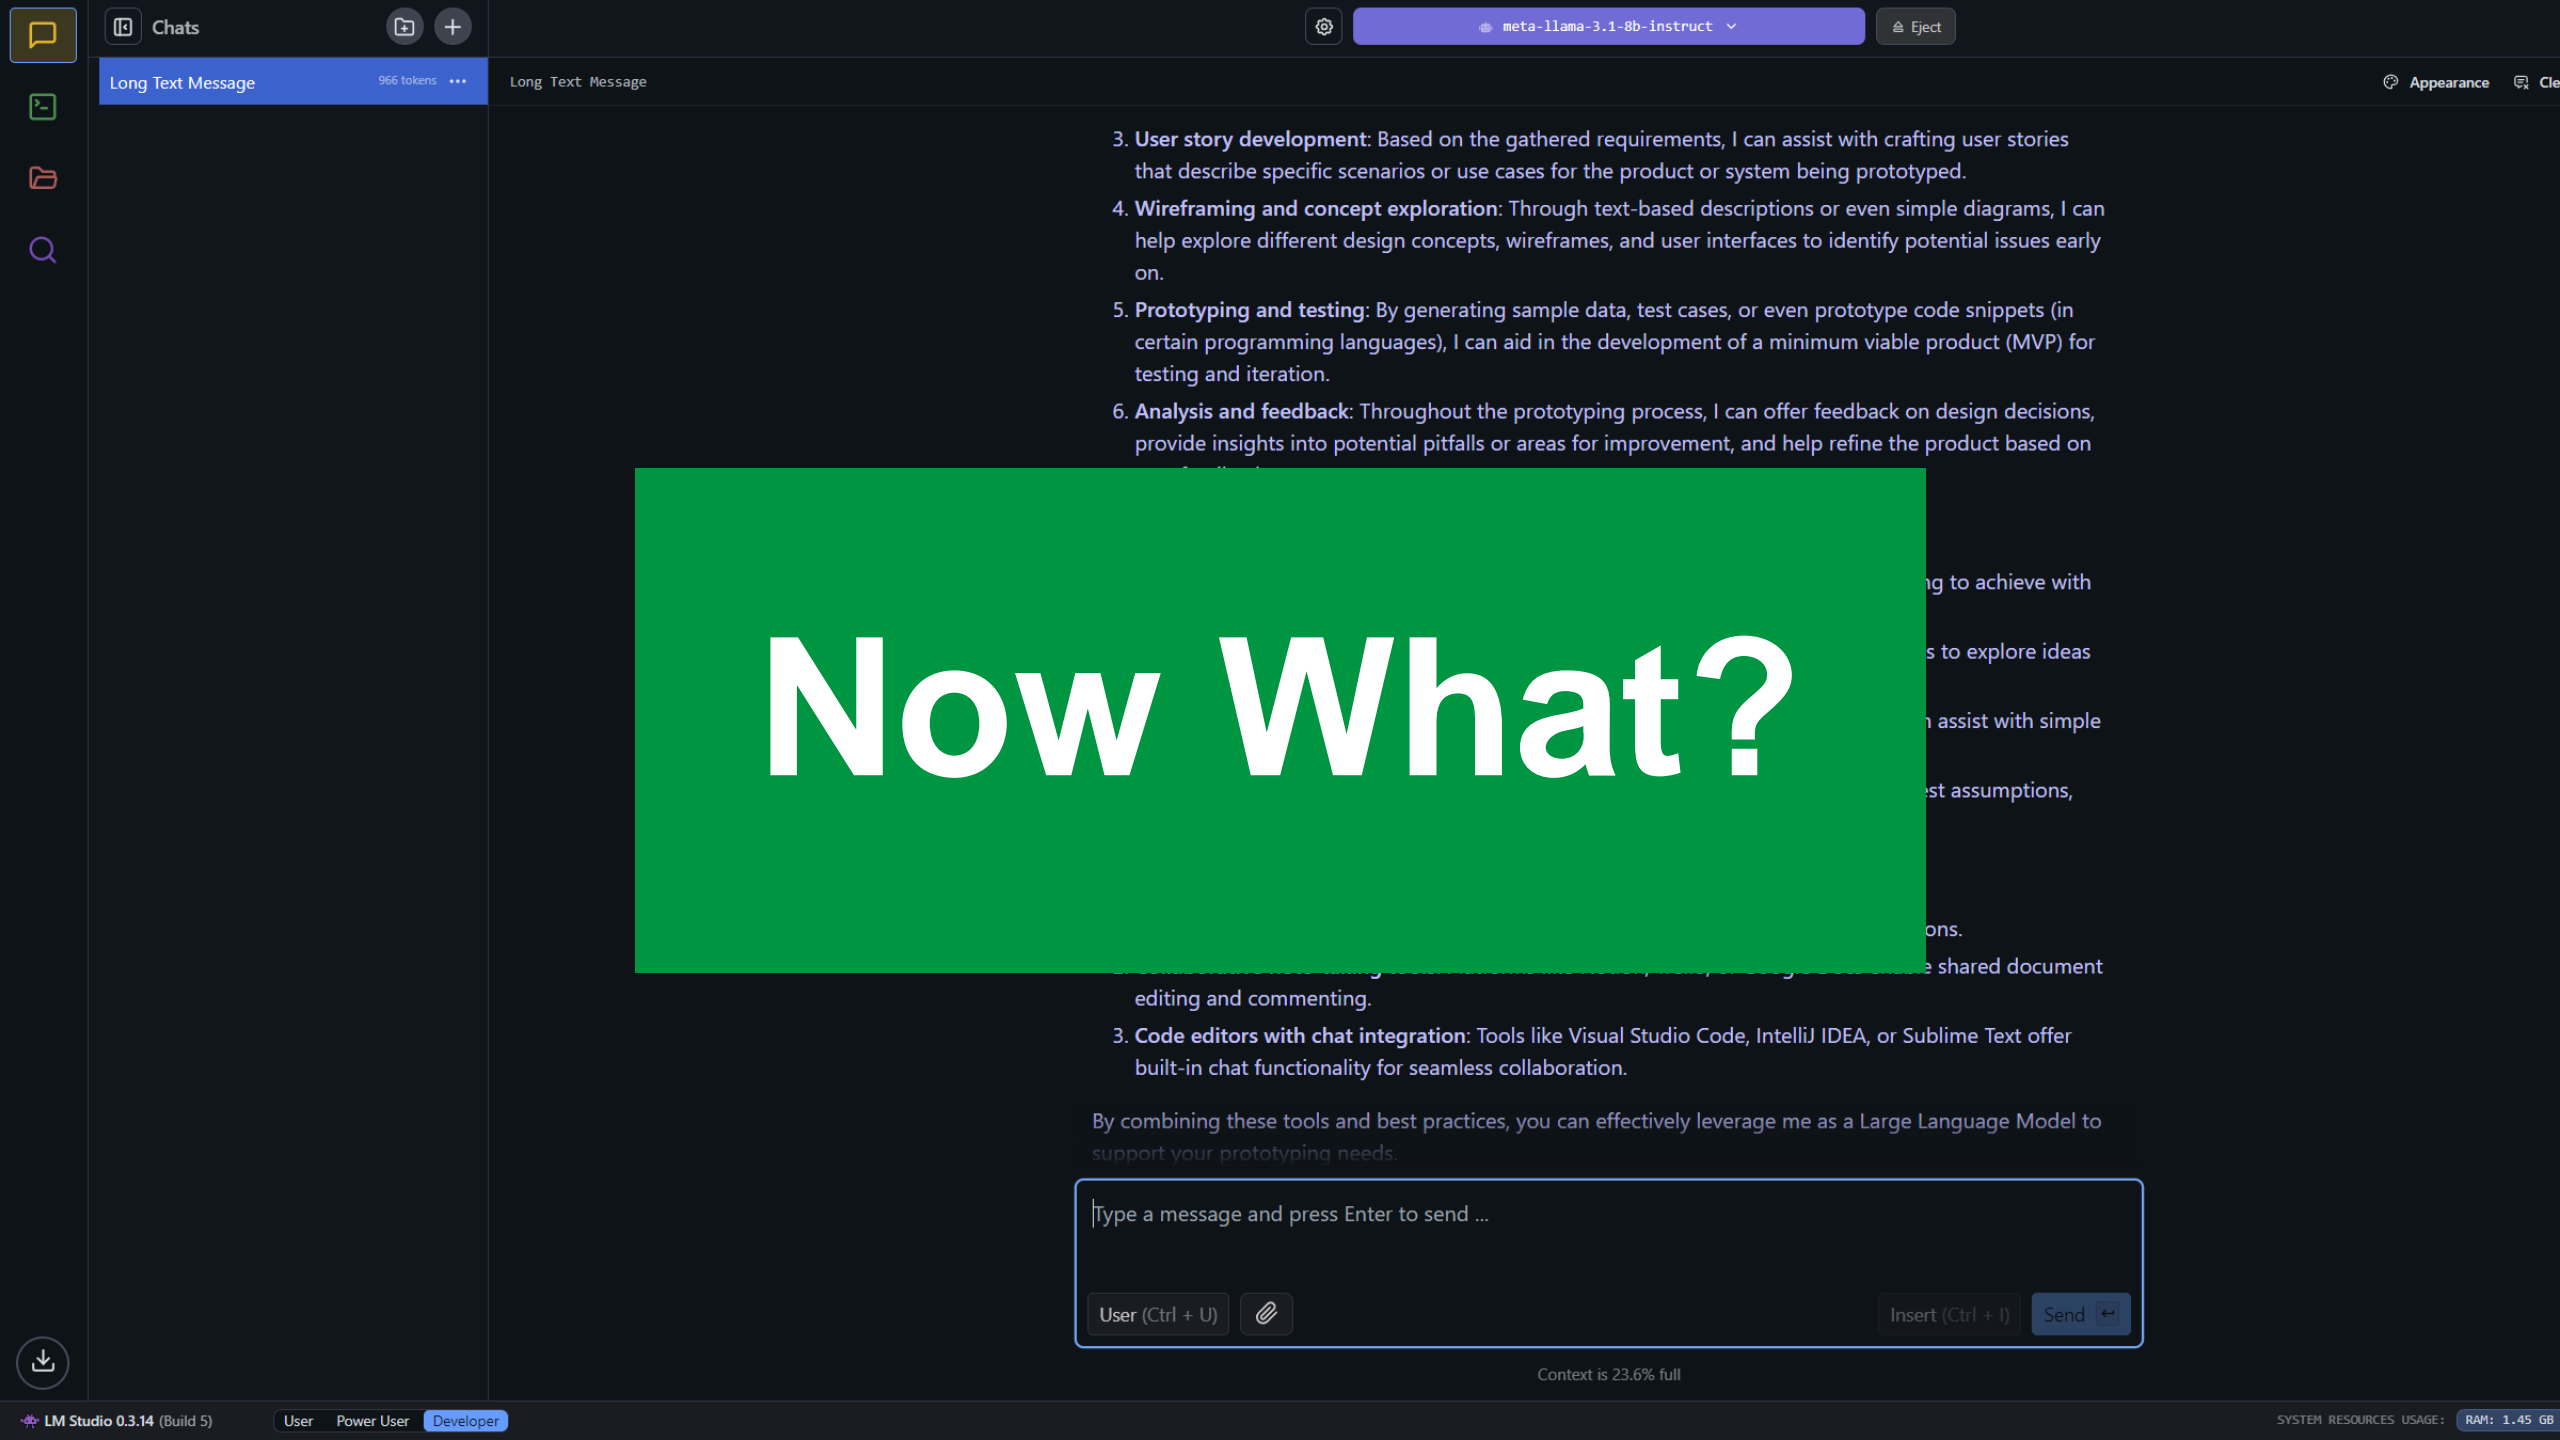 Chats
Long Text Message
966 tokens
meta-llama-3.1-8b-instruct
Eject
Long Text Message
Appearance
Cle
3. User story development: Based on the gathered requirements, I can assist with crafting user stories
that describe specific scenarios or use cases for the product or system being prototyped.
4. Wireframing and concept exploration: Through text-based descriptions or even simple diagrams, I can
help explore different design concepts, wireframes, and user interfaces to identify potential issues early
on.
5. Prototyping and testing: By generating sample data, test cases, or even prototype code snippets (in
certain programming languages), I can aid in the development of a minimum viable product (MVP) for
testing and iteration.
6. Analysis and feedback: Throughout the prototyping process, I can offer feedback on design decisions,
provide insights into potential pitfalls or areas for improvement, and help refine the product based on
to achieve with
to explore ideas
Now What?
assist with simple
assumptions,
shared document
editing and commenting.
3. Code editors with chat integration: Tools like Visual Studio Code, IntelliJ IDEA, or Sublime Text offer
built-in chat functionality for seamless collaboration.
By combining these tools and best practices, you can effectively leverage me as a Large Language Model to
support your prototyping needs.
Type a message and press Enter to send ...
User (Ctrl + U)
Insert (Ctrl + I)
Send
Context is 23.6% full
LM Studio 0.3.14 (Build 5)
User
Power User
Developer
SYSTEM RESOURCES USAGE:
RAM: 1.45 GB